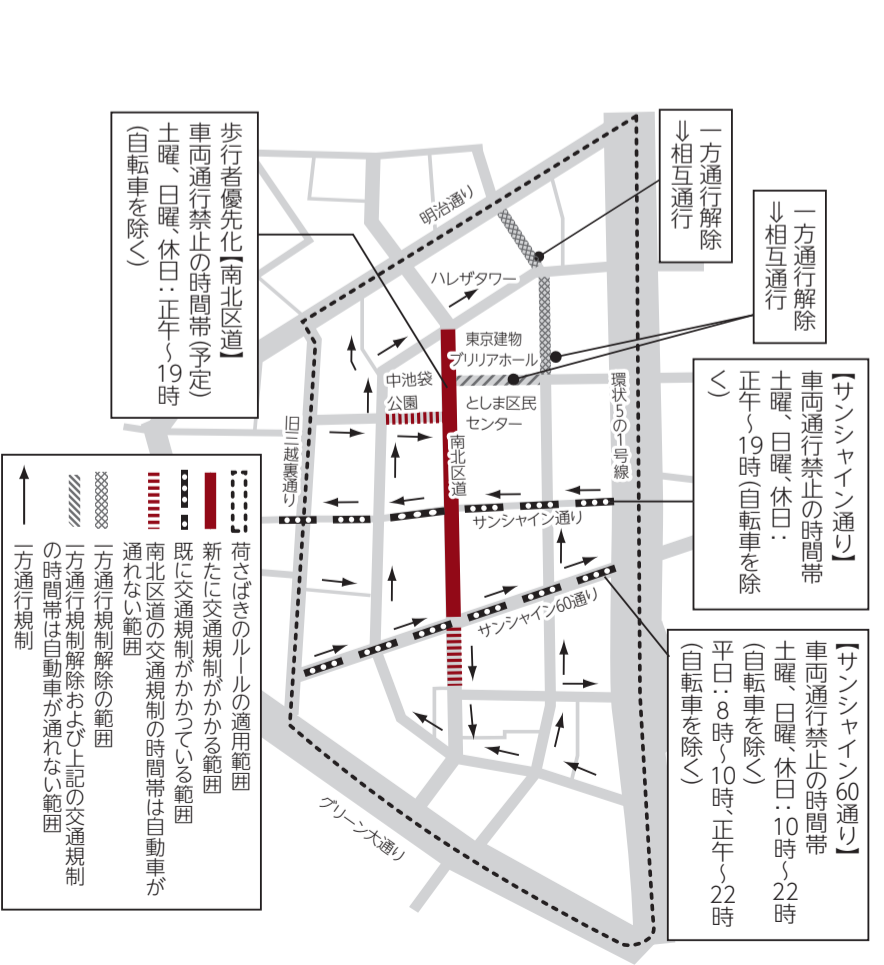 一方通行解除
⇒相互通行
一方通行解除
⇒相互通行
【サンシャイン通り】
車両通行禁止の時間帯
土曜、日曜、休日：
正午～19時(自転車を除
く)
【サンシャイン60通り】
車両通行禁止の時間帯
土曜、日曜、休日：10時～22時
(自転車を除く)
平日：8時～10時、正午～22時
(自転車を除く)
歩行者優先化【南北区道】
車両通行禁止の時間帯(予定)
土曜、日曜、休日：正午～19時
(自転車を除く)
明治通り
ハレザタワー
東京建物
ブリリアホール
中池袋
公園
としま区民
センター
環状5の1号線
南北区道
旧三越裏通り
サンシャイン通り
サンシャイン60通り
グリーン大通り
荷さばきのルールの適用範囲
新たに交通規制がかかる範囲
既に交通規制がかかっている範囲
南北区道の交通規制の時間帯は自動車が
通れない範囲
一方通行規制解除の範囲
一方通行規制解除および上記の交通規制
の時間帯は自動車が通れない範囲
一方通行規制